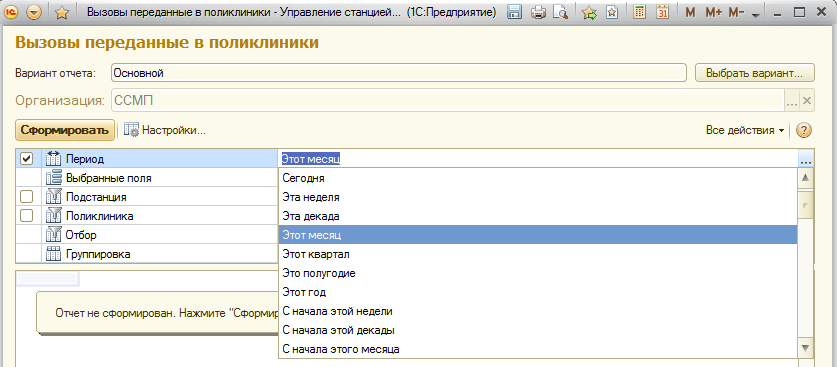 Вызовы переданные в поликлиники - Управление станцией... (1С:Предприятие)
M M+ M-
Вызовы переданные в поликлиники
Вариант отчета: Основной Выбрать вариант...
Организация: ССМП ...
Сформировать Настройки... Все действия
Период Этот месяц ...
Выбранные поля Сегодня
Подстанция Эта неделя
Поликлиника Эта декада
Отбор Этот месяц
Группировка Этот квартал
Это полугодие
Этот год
Отчет не сформирован. Нажмите "Сформир С начала этой недели
С начала этой декады
С начала этого месяца